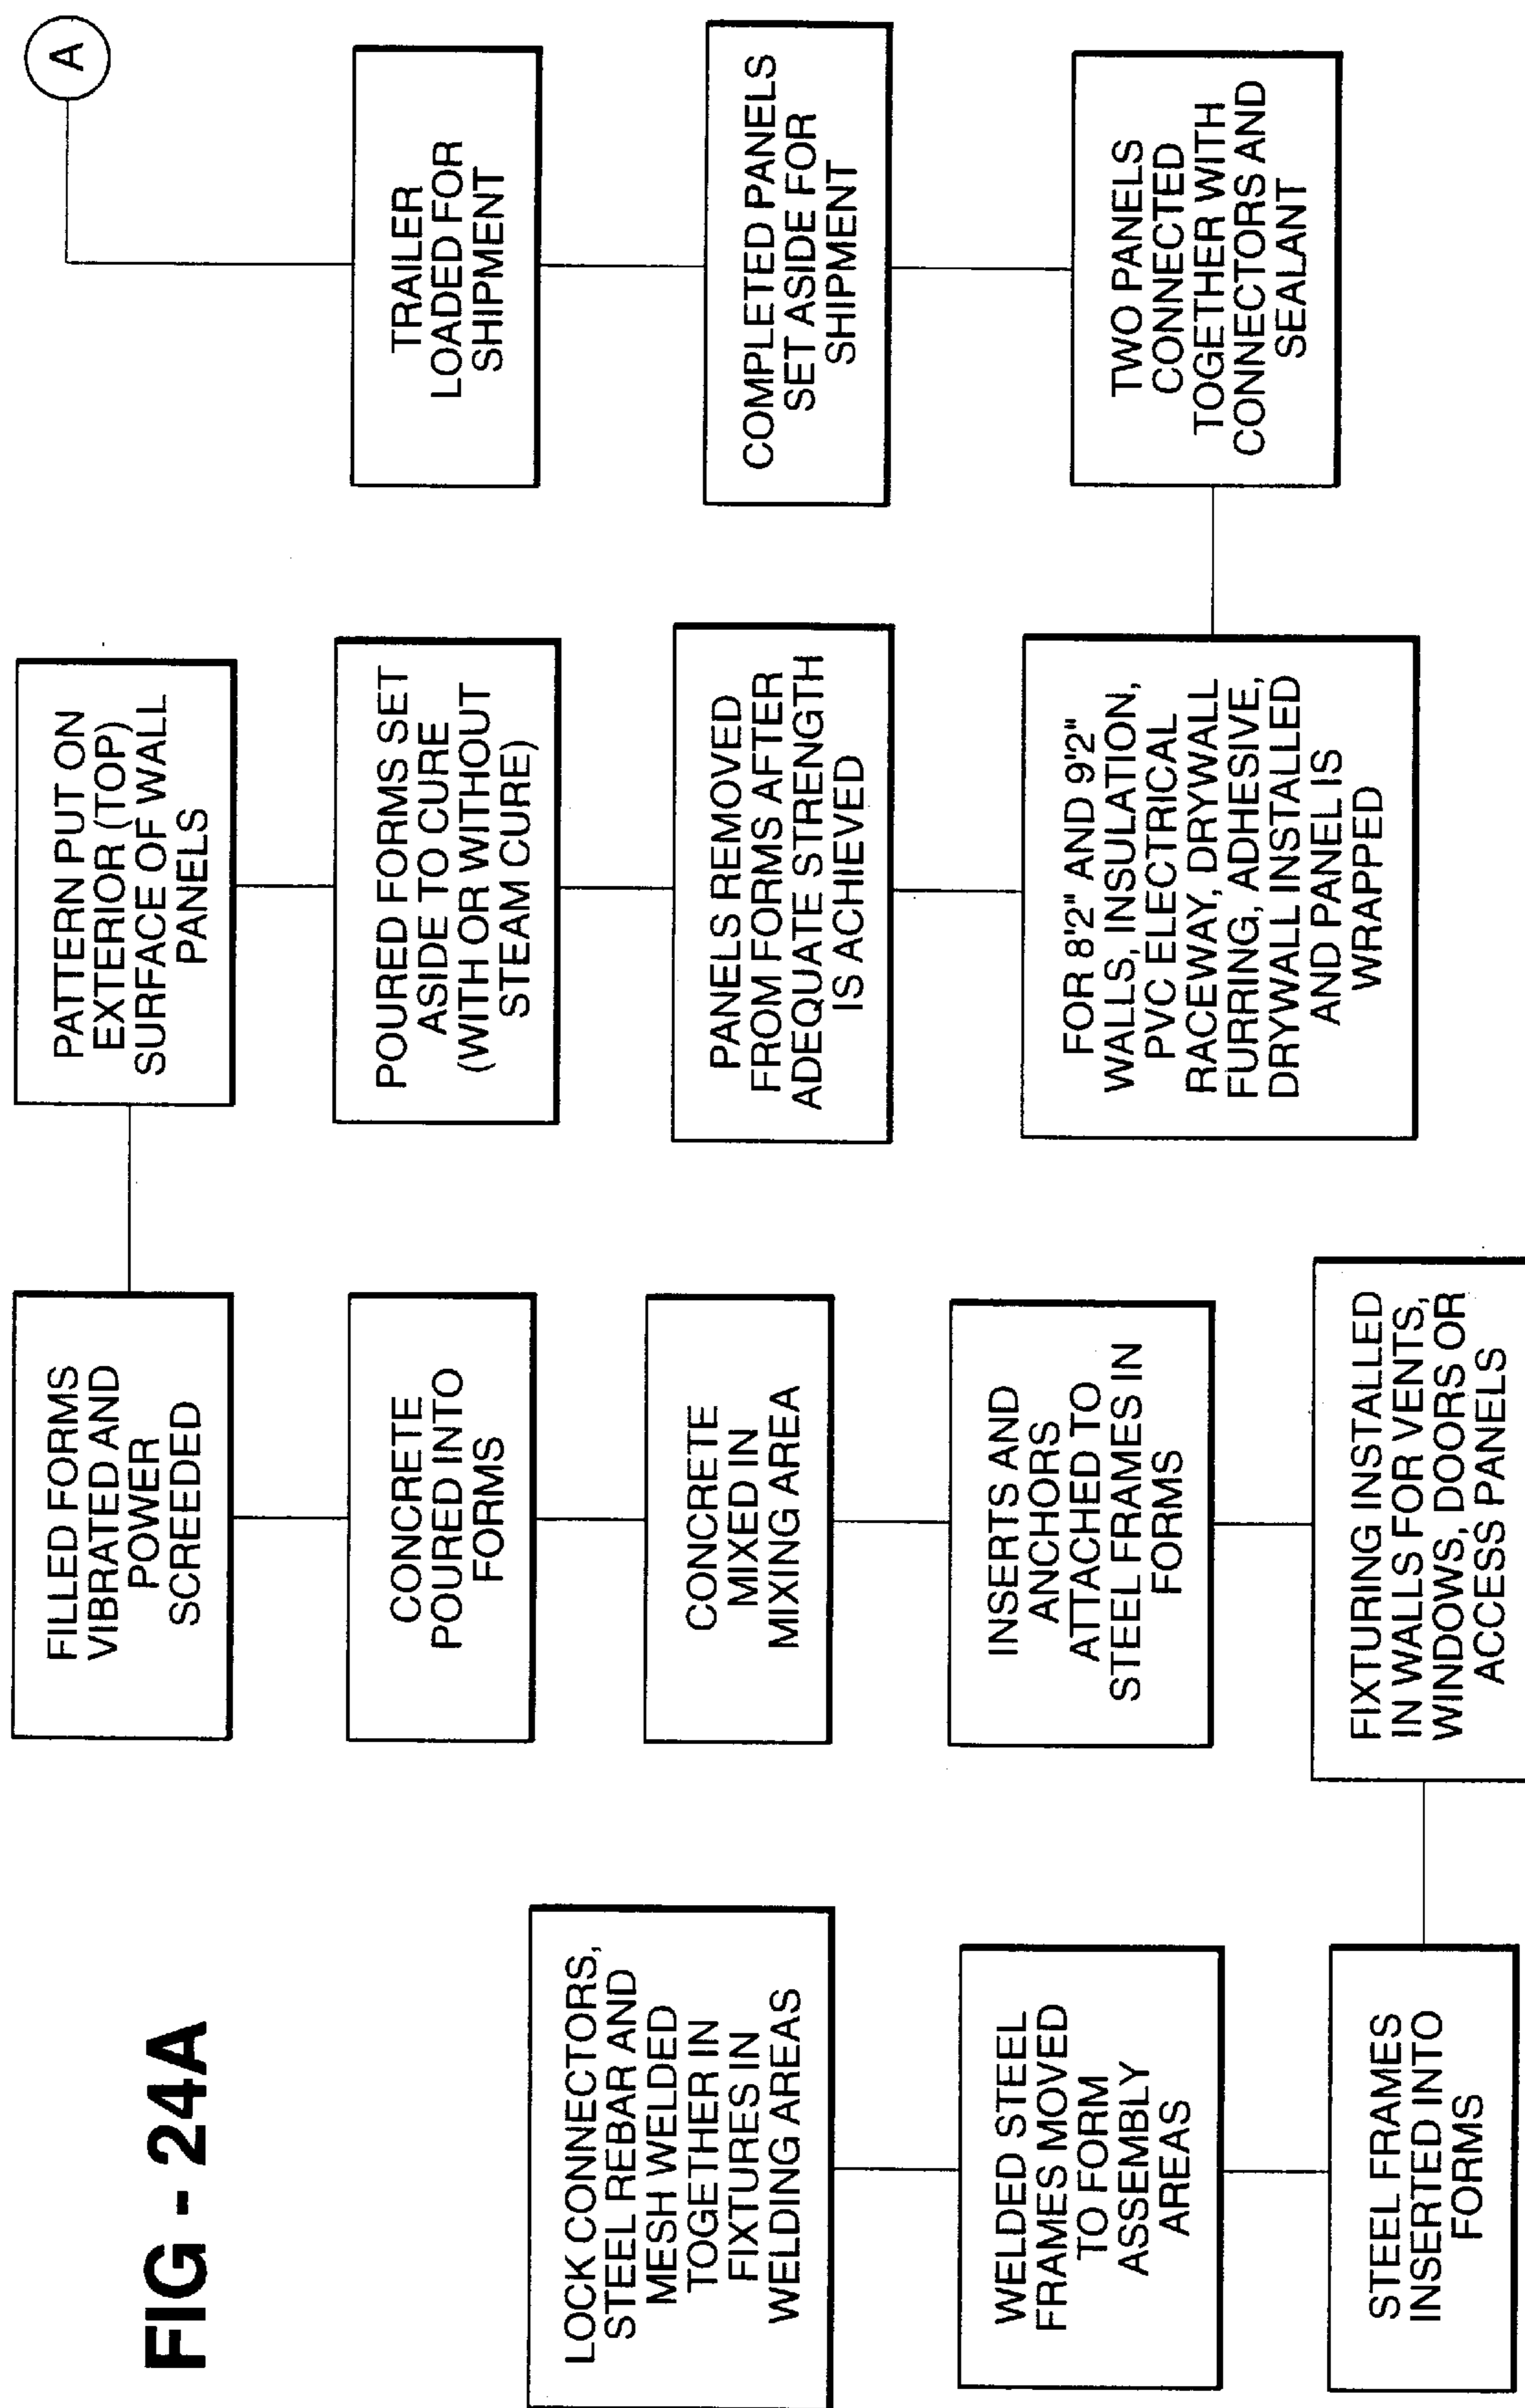 FIG - 24A
LOCK CONNECTORS,
STEEL REBAR AND
MESH WELDED
TOGETHER IN
FIXTURES IN
WELDING AREAS
WELDED STEEL
FRAMES MOVED
TO FORM
ASSEMBLY
AREAS
STEEL FRAMES
INSERTED INTO
FORMS
FIXTURING INSTALLED
IN WALLS FOR VENTS,
WINDOWS, DOORS OR
ACCESS PANELS
INSERTS AND
ANCHORS
ATTACHED TO
STEEL FRAMES IN
FORMS
CONCRETE
MIXED IN
MIXING AREA
CONCRETE
POURED INTO
FORMS
FILLED FORMS
VIBRATED AND
POWER
SCREEDED
PATTERN PUT ON
EXTERIOR (TOP)
SURFACE OF WALL
PANELS
POURED FORMS SET
ASIDE TO CURE
(WITH OR WITHOUT
STEAM CURE)
PANELS REMOVED
FROM FORMS AFTER
ADEQUATE STRENGTH
IS ACHIEVED
FOR 8'2" AND 9'2"
WALLS, INSULATION,
PVC ELECTRICAL
RACEWAY, DRYWALL
FURRING, ADHESIVE,
DRYWALL INSTALLED
AND PANEL IS
WRAPPED
TWO PANELS
CONNECTED
TOGETHER WITH
CONNECTORS AND
SEALANT
COMPLETED PANELS
SET ASIDE FOR
SHIPMENT
TRAILER
LOADED FOR
SHIPMENT
A